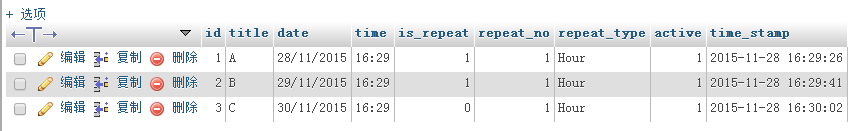 + 选项
id title date time is_repeat repeat_no repeat_type active time_stamp
编辑 复制 删除 1 A 28/11/2015 16:29 1 1 Hour 1 2015-11-28 16:29:26
编辑 复制 删除 2 B 29/11/2015 16:29 1 1 Hour 1 2015-11-28 16:29:41
编辑 复制 删除 3 C 30/11/2015 16:29 0 1 Hour 1 2015-11-28 16:30:02